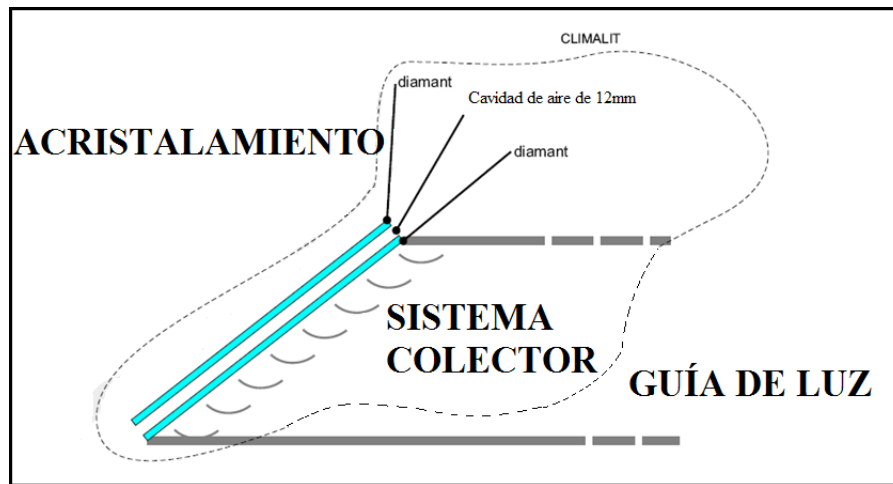 CLIMALIT
diamant
Cavidad de aire de 12mm
ACRISTALAMIENTO
diamant
SISTEMA
COLECTOR
GUÍA DE LUZ